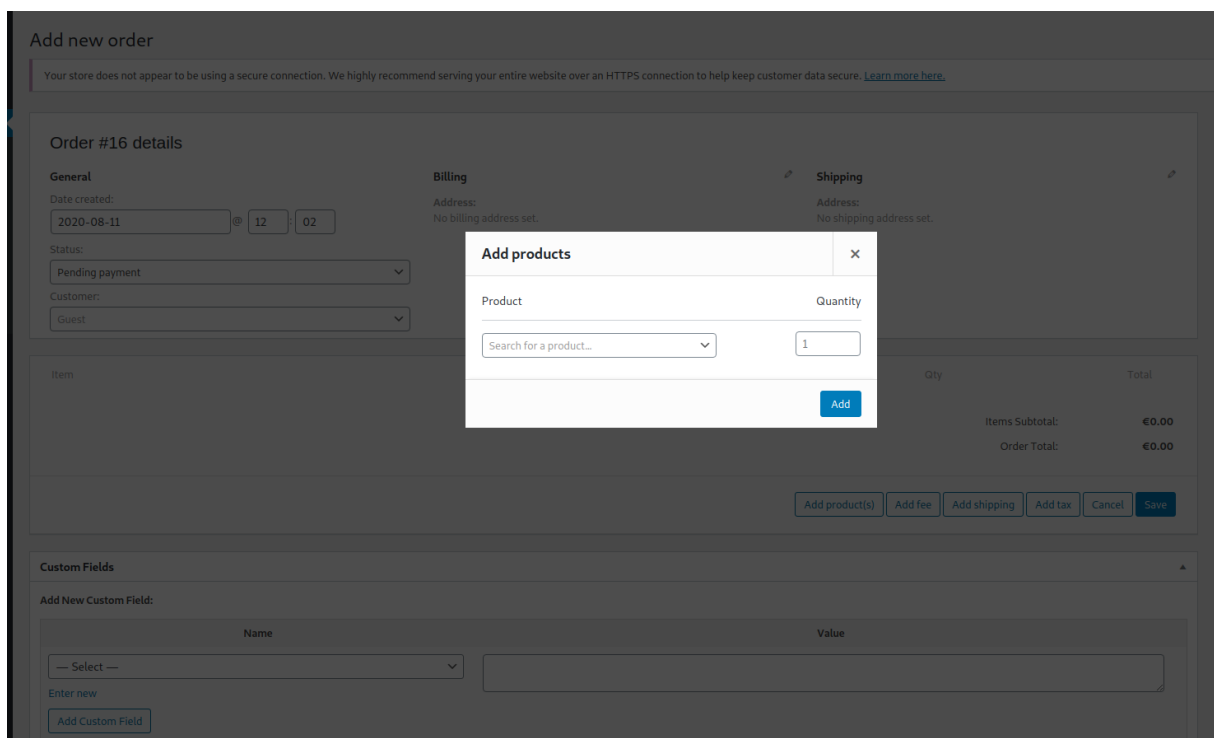 Add new order
Your store does not appear to be using a secure connection. We highly recommend serving your entire website over an HTTPS connection to help keep customer data secure. Learn more here.
Order #16 details
General
Billing
Shipping
Date created:
Address:
Address:
2020-08-11 @ 12 : 02
No billing address set.
No shipping address set.
Status:
Pending payment
Customer:
Guest
Add products
×
Product
Quantity
Search for a product…
1
Add
Item
Qty
Total
Items Subtotal: €0.00
Order Total: €0.00
Add product(s) Add fee Add shipping Add tax Cancel Save
Custom Fields
Add New Custom Field:
Name
Value
— Select —
Enter new
Add Custom Field